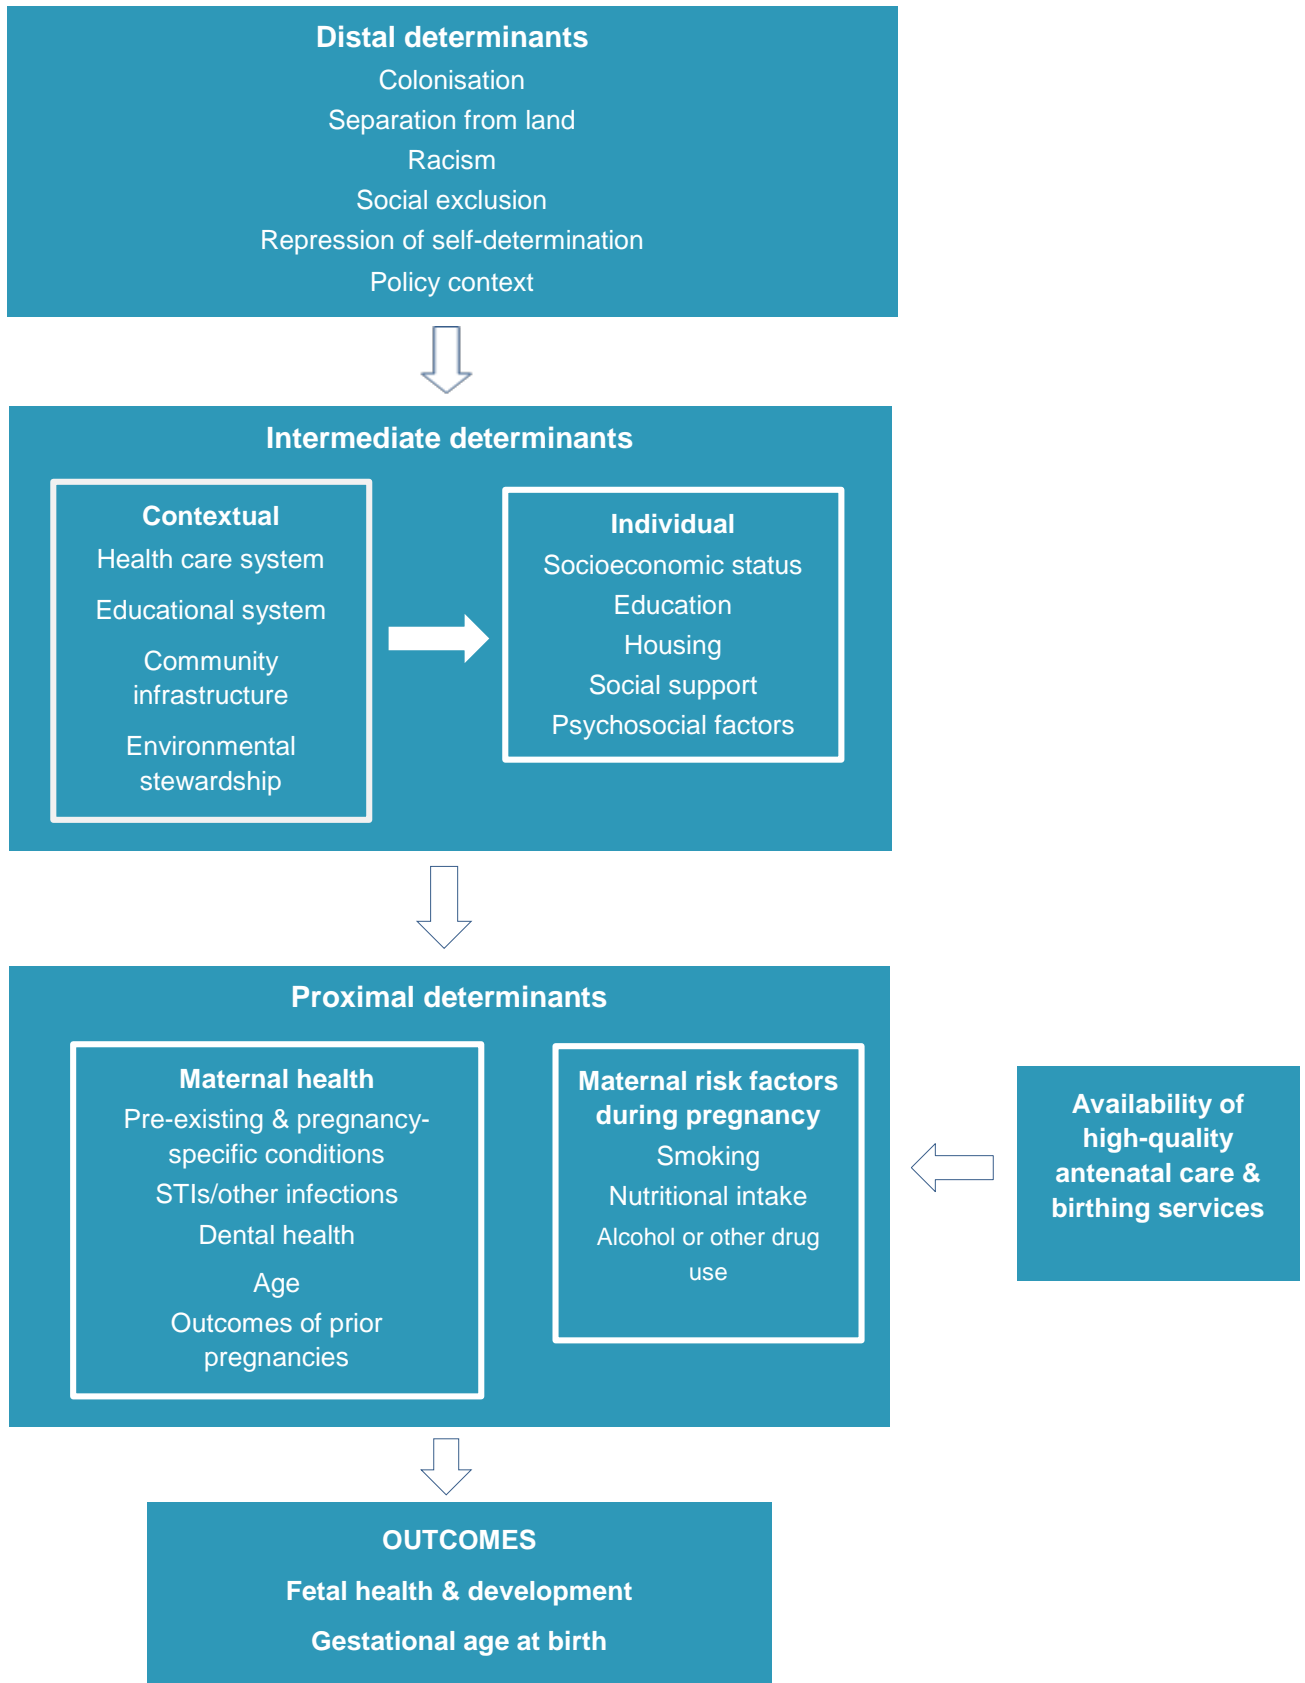 Distal determinants
Colonisation
Separation from land
Racism
Social exclusion
Repression of self-determination
Policy context
Intermediate determinants
Contextual
Health care system
Educational system
Community
infrastructure
Environmental
stewardship
Individual
Socioeconomic status
Education
Housing
Social support
Psychosocial factors
Proximal determinants
Maternal health
Pre-existing & pregnancy-
specific conditions
STIs/other infections
Dental health
Age
Outcomes of prior
pregnancies
Maternal risk factors
during pregnancy
Smoking
Nutritional intake
Alcohol or other drug
use
Availability of
high-quality
antenatal care &
birthing services
OUTCOMES
Fetal health & development
Gestational age at birth